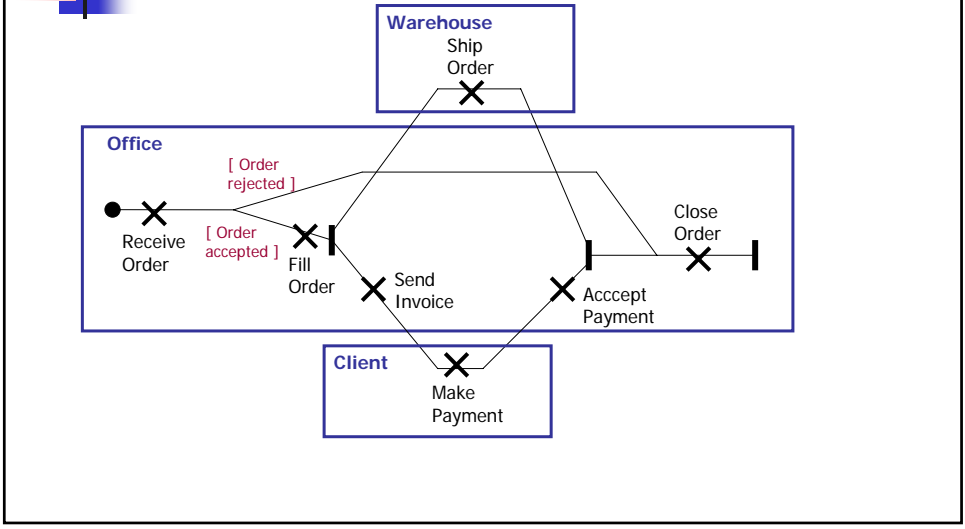 Warehouse
Ship
Order
Office
[ Order
rejected ]
Receive
Order
[ Order
accepted ]
Fill
Order
Send
Invoice
Close
Order
Acccept
Payment
Client
Make
Payment